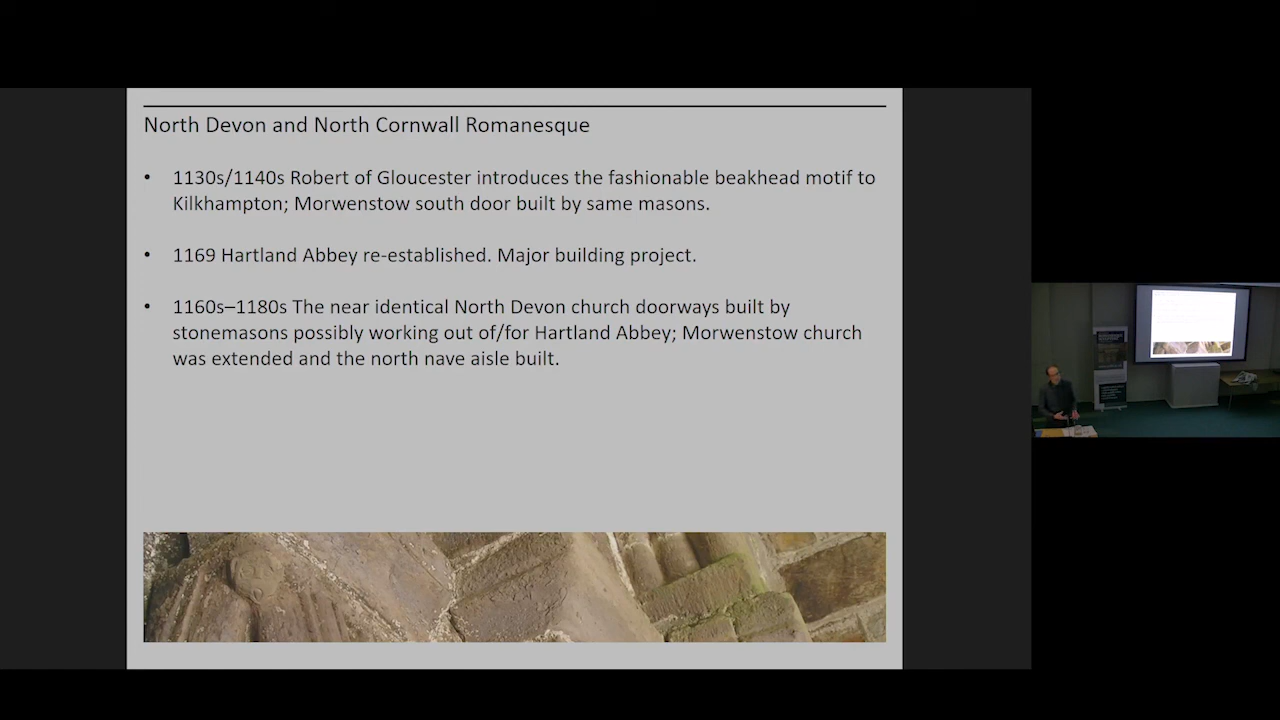 North Devon and North Cornwall Romanesque
• 1130s/1140s Robert of Gloucester introduces the fashionable beakhead motif to
Kilkhampton; Morwenstow south door built by same masons.
• 1169 Hartland Abbey re-established. Major building project.
• 1160s–1180s The near identical North Devon church doorways built by
stonemasons possibly working out of/for Hartland Abbey; Morwenstow church
was extended and the north nave aisle built.